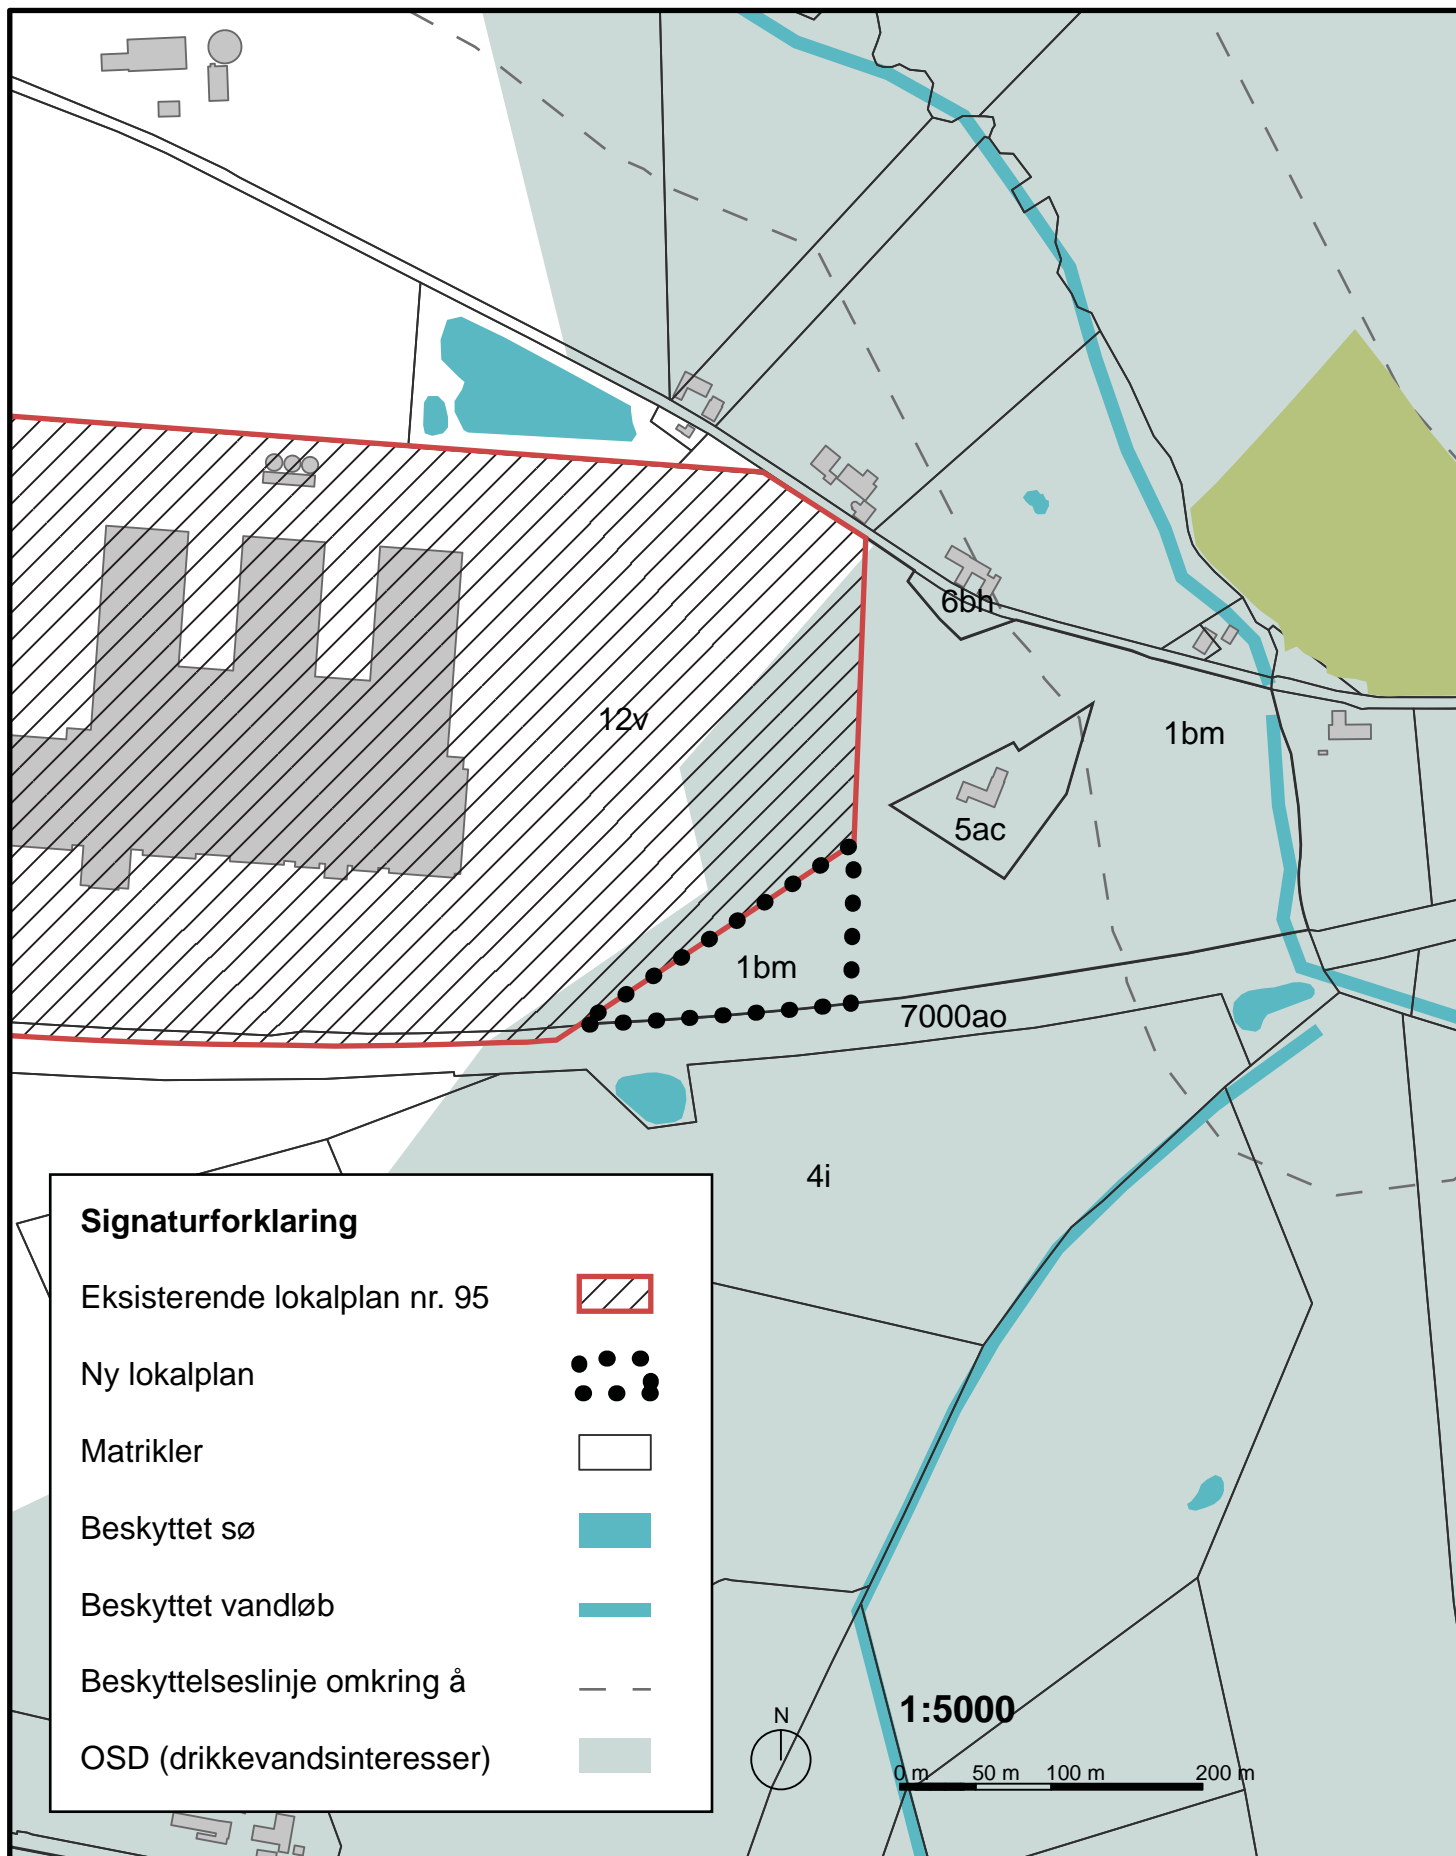 6bh
12v
1bm
5ac
1bm
7000ao
4i
Signaturforklaring
Eksisterende lokalplan nr. 95
Ny lokalplan
Matrikler
Beskyttet sø
Beskyttet vandløb
Beskyttelseslinje omkring å
OSD (drikkevandsinteresser)
N
1:5000
0 m 50 m 100 m 200 m